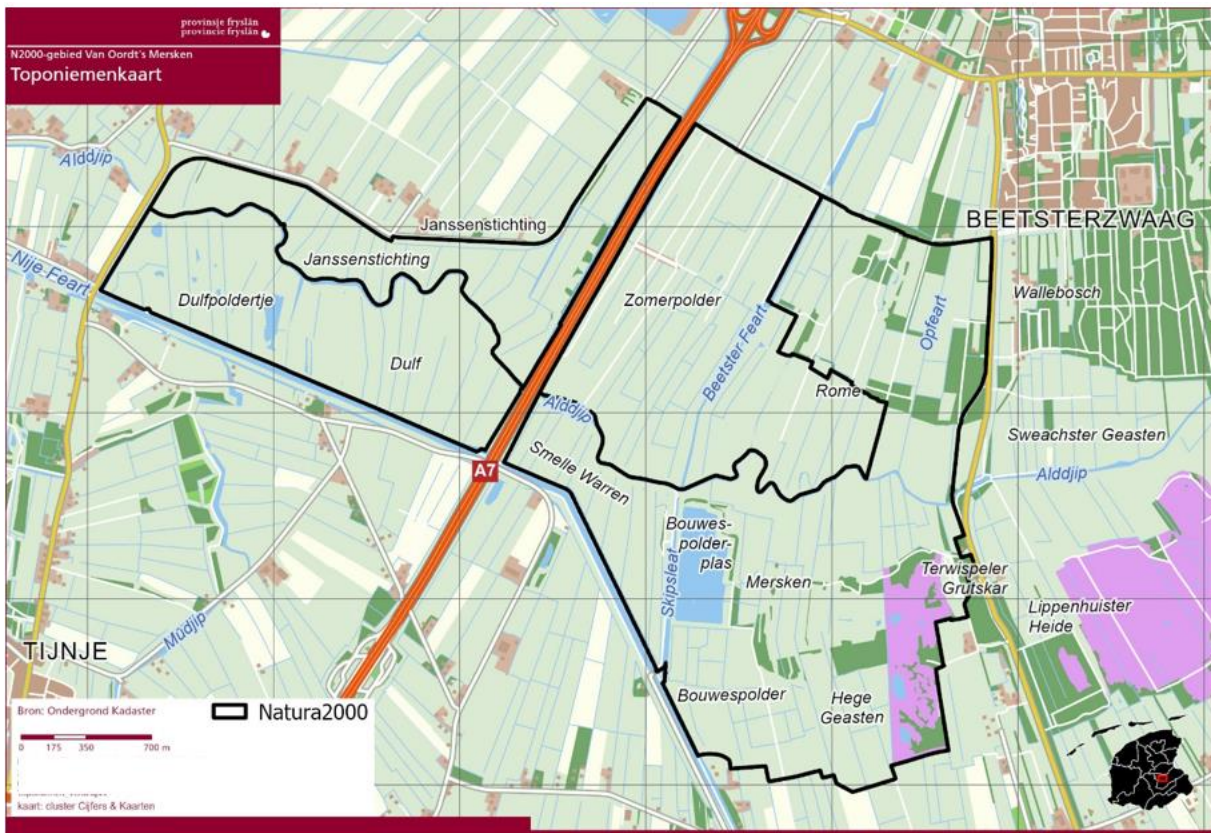 provinsje fryslân
provincie fryslân
N2000-gebied Van Oordt's Mersken
Toponiemenkaart
Alddjip
Janssenstichting
BEETSTERZWAAG
Janssenstichting
Nije Feart
Dulfpoldertje
Zomerpolder
Wallebosch
Opfeart
Beetster Feart
Dulf
Rome
Alddjip
Sweachster Geasten
A7
Smelle Warren
Alddjip
Bouwes-
polder-
plas
Skipsleat
Mersken
Terwispeler
Grutskar
Lippenhuister
Heide
Mûdjip
TIJNJE
Bouwespolder
Hege
Geasten
Bron: Ondergrond Kadaster
Natura2000
0 175 350 700 m
kaart: cluster Cijfers & Kaarten